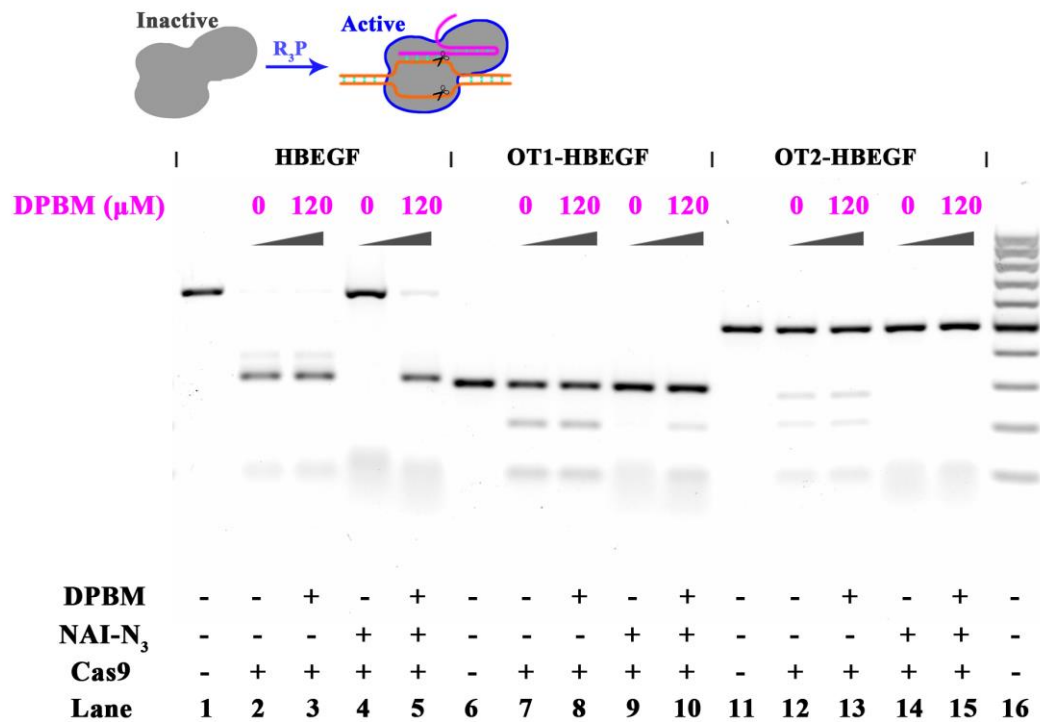 Inactive
R₃P
Active
HBEGF OT1-HBEGF OT2-HBEGF
DPBM (µM) 0 120 0 120 0 120 0 120 0 120 0 120
DPBM - - + - + - - + - + - - + - + -
NAI-N₃ - - - + + - - - + + - - - + + -
Cas9 - + + + + - + + + + - + + + + -
Lane 1 2 3 4 5 6 7 8 9 10 11 12 13 14 15 16